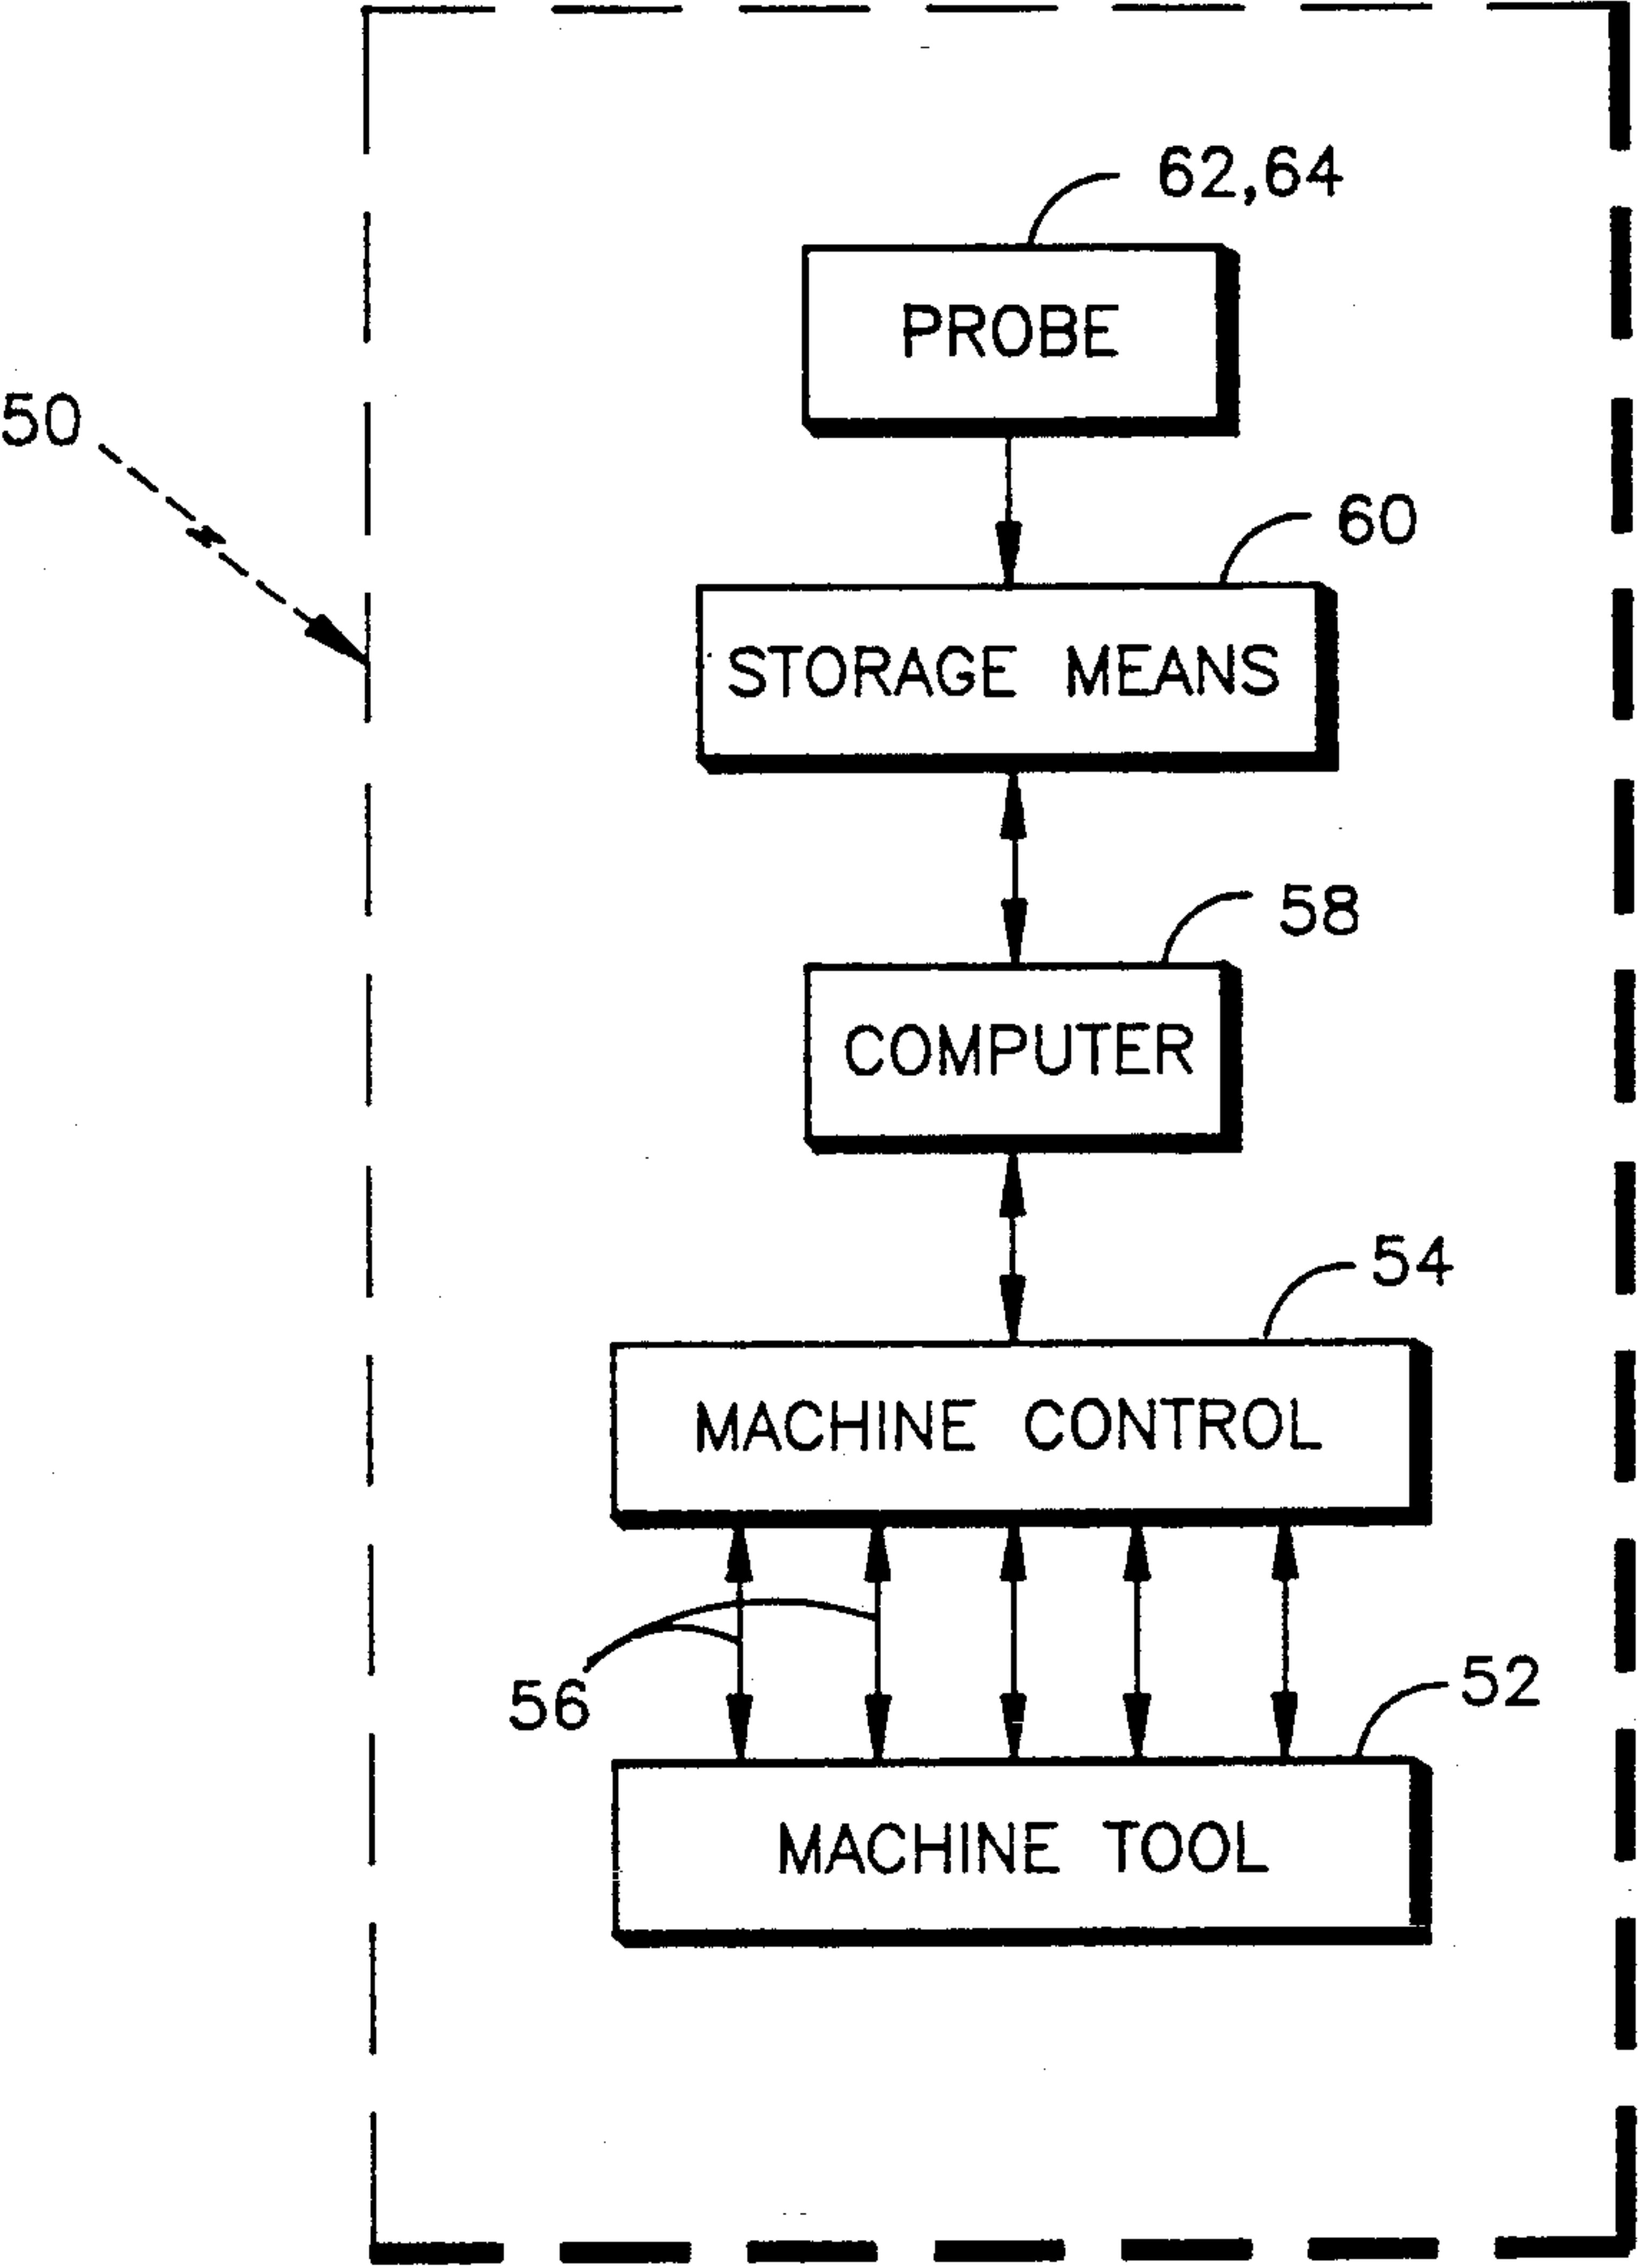 62,64
PROBE
50
60
STORAGE MEANS
58
COMPUTER
54
MACHINE CONTROL
56
52
MACHINE TOOL